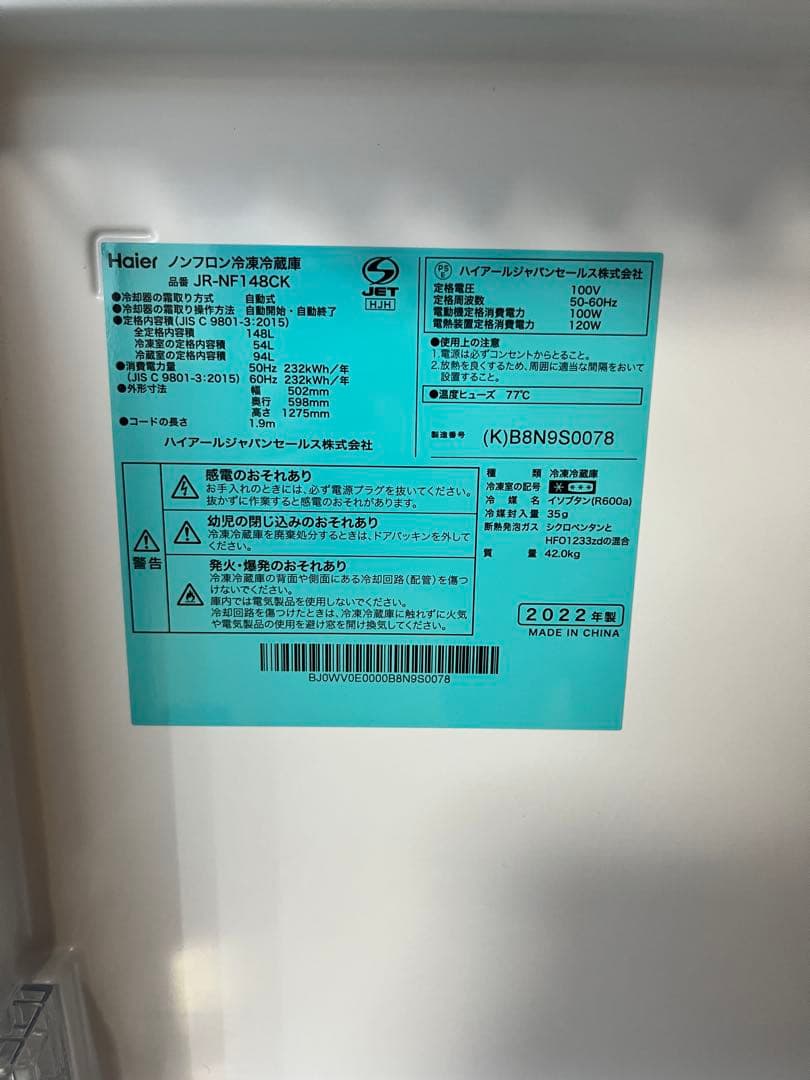 Haier ノンフロン冷凍冷蔵庫
品番 JR-NF148CK
JET
HJH
●冷却器の霜取り方式 自動式
●冷却器の霜取り操作方法 自動開始・自動終了
●定格内容積(JIS C 9801-3:2015)
全定格内容積 148L
冷凍室の定格内容積 54L
冷蔵室の定格内容積 94L
●消費電力量 50Hz 232kWh/年
(JIS C 9801-3:2015) 60Hz 232kWh/年
●外形寸法 幅 502mm
奥行 598mm
高さ 1275mm
●コードの長さ 1.9m
ハイアールジャパンセールス株式会社
PSE ハイアールジャパンセールス株式会社
定格電圧 100V
定格周波数 50-60Hz
電動機定格消費電力 100W
電熱装置定格消費電力 120W
●使用上の注意
1.電源は必ずコンセントからとること。
2.放熱を良くするため、周囲に適当な間隔をおいて
設置すること。
●温度ヒューズ 77℃
製造番号 (K)B8N9S0078
警告
感電のおそれあり
お手入れのときには、必ず電源プラグを抜いてください。
抜かずに作業すると感電のおそれがあります。
幼児の閉じ込めのおそれあり
冷凍冷蔵庫を廃棄処分するときは、ドアパッキンを外して
ください。
発火・爆発のおそれあり
冷凍冷蔵庫の背面や側面にある冷却回路(配管)を傷つ
けないでください。
庫内では電気製品を使用しないでください。
冷却回路を傷つけたときは、冷凍冷蔵庫に触れずに火気
や電気製品の使用を避け窓を開け換気してください。
種類 冷凍冷蔵庫
冷凍室の記号
冷媒名 イソブタン(R600a)
冷媒封入量 35g
断熱発泡ガス シクロペンタンと
HFO1233zdの混合
質量 42.0kg
2022年製
MADE IN CHINA
BJ0WV0E0000B8N9S0078